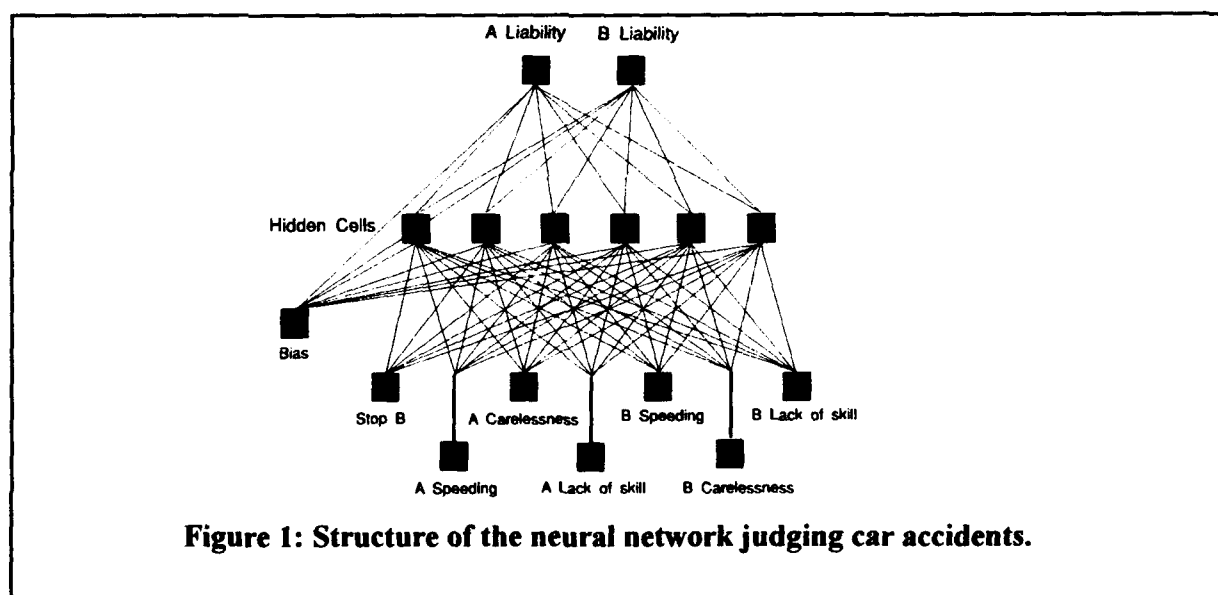 A Liability B Liability
Hidden Cells
Bias
Stop B A Carelessness B Speeding B Lack of skill
A Speeding A Lack of skill B Carelessness
Figure 1: Structure of the neural network judging car accidents.